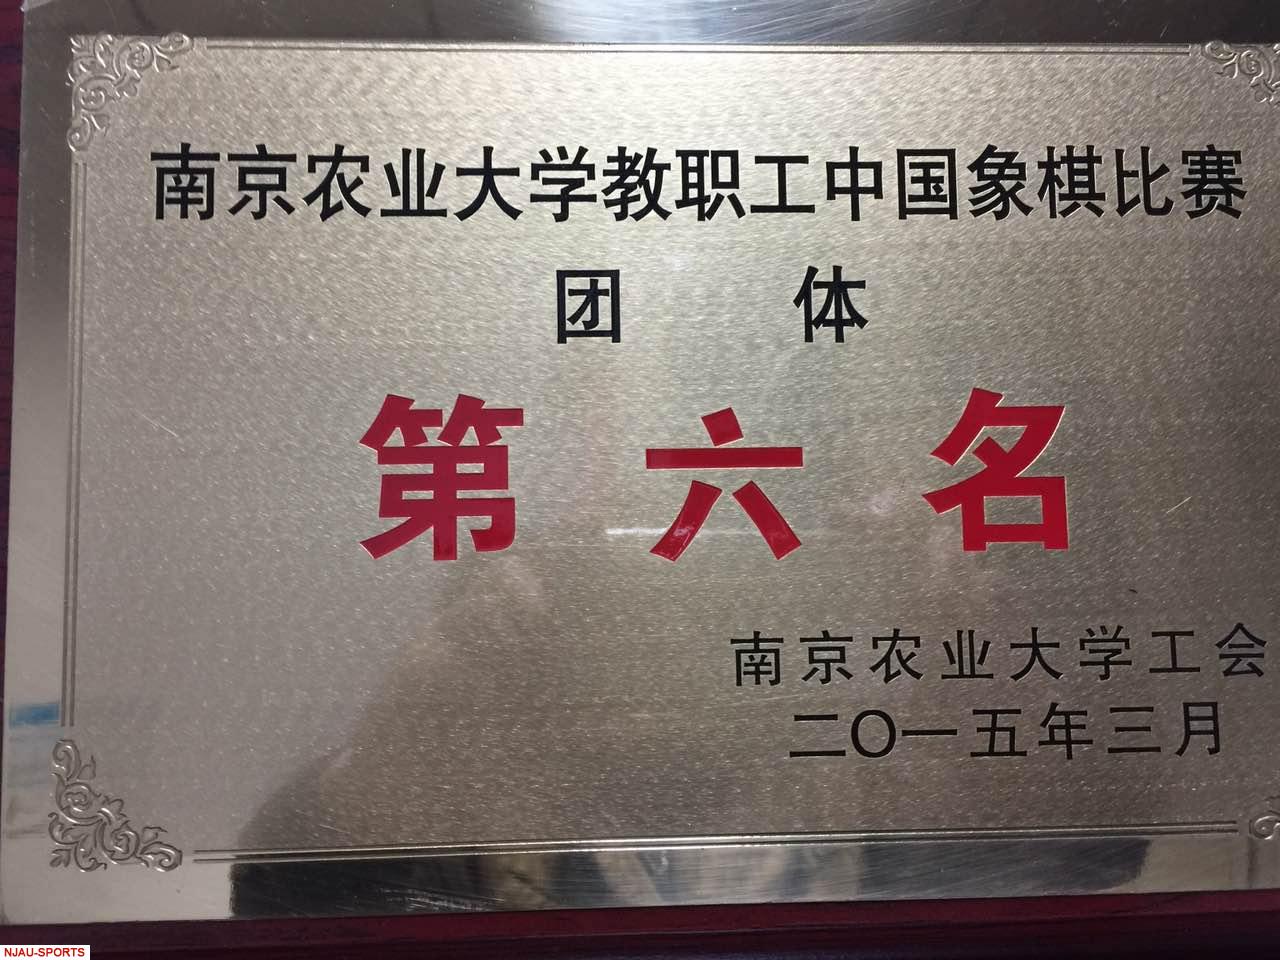 南京农业大学教职工中国象棋比赛
团体
第六名
南京农业大学工会
二〇一五年三月
NJAU-SPORTS